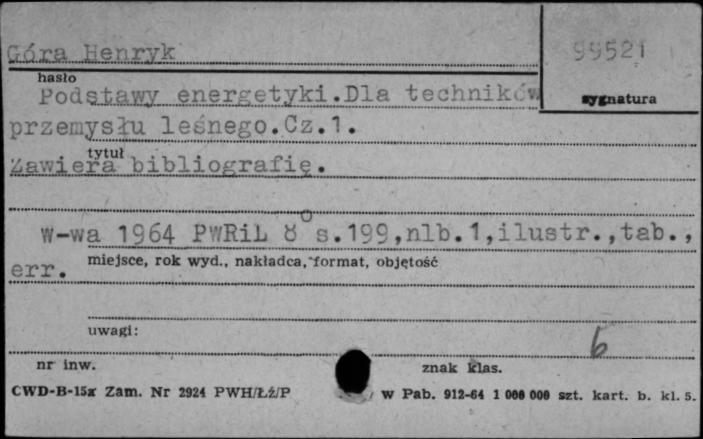 Góra Henryk
99521
hasło
sygnatura
Podstawy energetyki.Dla techników
przemysłu leśnego.Cz.1.
tytuł
Zawiera bibliografię.
W-wa 1964 PWRiL 8° s.199,nlb.1,ilustr.,tab.,
miejsce, rok wyd., nakładca, format, objętość
err.
uwagi:
6
nr inw.
znak klas.
CWD-B-15x Zam. Nr 2924 PWH/Łż/P w Pab. 912-64 1 000 000 szt. kart. b. kl. 5.